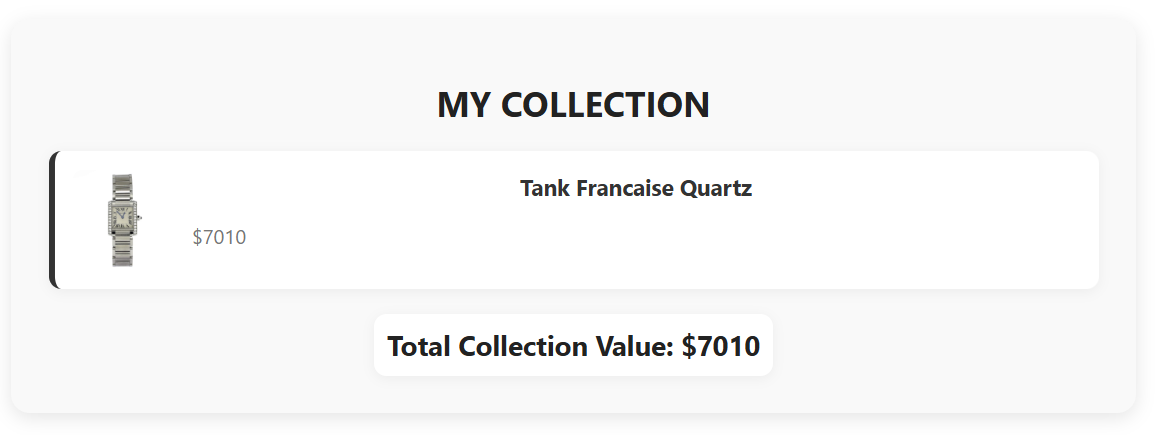 MY COLLECTION
Tank Francaise Quartz
$7010
Total Collection Value: $7010